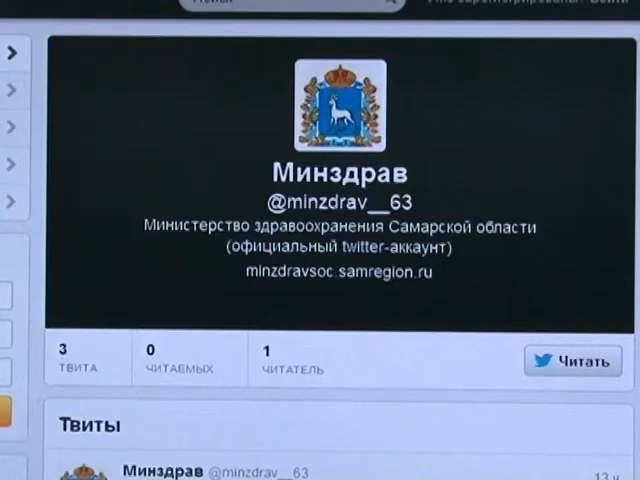 Минздрав
@minzdrav__63
Министерство здравоохранения Самарской области
(официальный twitter-аккаунт)
minzdravsoc.samregion.ru
3
ТВИТА
0
ЧИТАЕМЫХ
1
ЧИТАТЕЛЬ
Читать
Твиты
Минздрав @minzdrav__63
13 ч